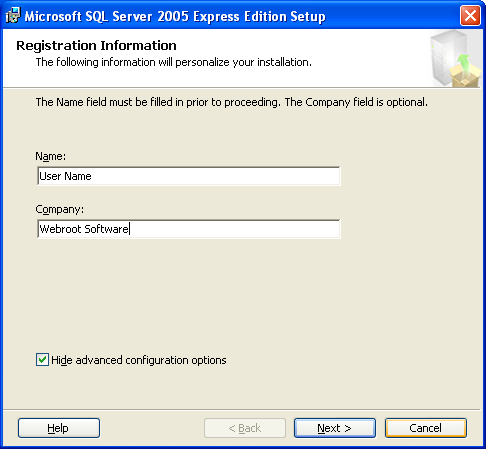 Microsoft SQL Server 2005 Express Edition Setup
Registration Information
The following information will personalize your installation.
The Name field must be filled in prior to proceeding. The Company field is optional.
Name:
User Name
Company:
Webroot Software
Hide advanced configuration options
Help
< Back
Next >
Cancel